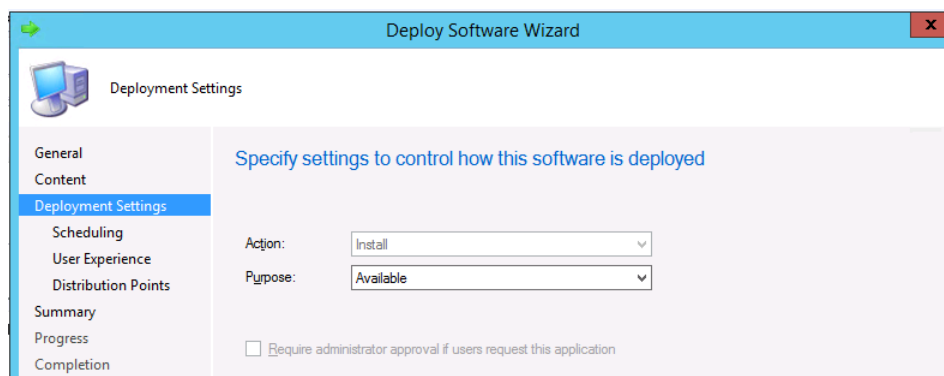 Deploy Software Wizard
x
Deployment Settings
General
Content
Deployment Settings
Scheduling
User Experience
Distribution Points
Summary
Progress
Completion
Specify settings to control how this software is deployed
Action:
Install
Purpose:
Available
Require administrator approval if users request this application